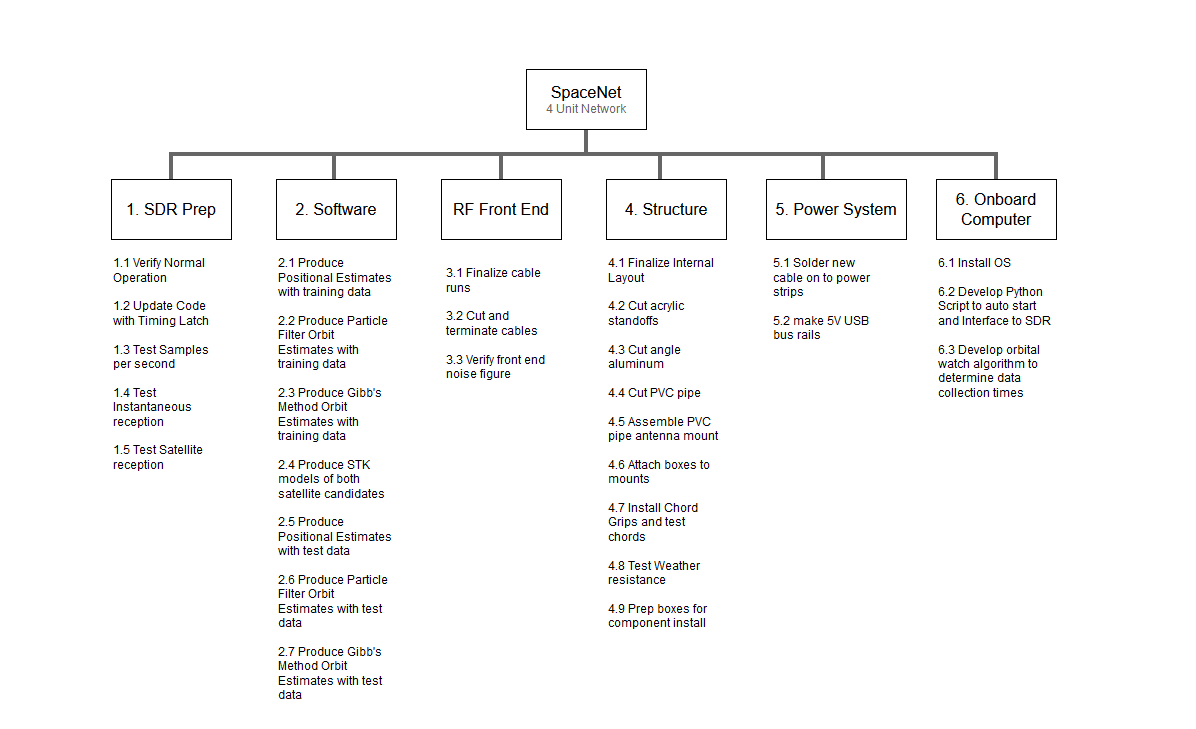 SpaceNet
4 Unit Network
1. SDR Prep
1.1 Verify Normal
Operation
1.2 Update Code
with Timing Latch
1.3 Test Samples
per second
1.4 Test
Instantaneous
reception
1.5 Test Satellite
reception
2. Software
2.1 Produce
Positional Estimates
with training data
2.2 Produce Particle
Filter Orbit
Estimates with
training data
2.3 Produce Gibb's
Method Orbit
Estimates with
training data
2.4 Produce STK
models of both
satellite candidates
2.5 Produce
Positional Estimates
with test data
2.6 Produce Particle
Filter Orbit
Estimates with test
data
2.7 Produce Gibb's
Method Orbit
Estimates with test
data
RF Front End
3.1 Finalize cable
runs
3.2 Cut and
terminate cables
3.3 Verify front end
noise figure
4. Structure
4.1 Finalize Internal
Layout
4.2 Cut acrylic
standoffs
4.3 Cut angle
aluminum
4.4 Cut PVC pipe
4.5 Assemble PVC
pipe antenna mount
4.6 Attach boxes to
mounts
4.7 Install Chord
Grips and test
chords
4.8 Test Weather
resistance
4.9 Prep boxes for
component install
5. Power System
5.1 Solder new
cable on to power
strips
5.2 make 5V USB
bus rails
6. Onboard
Computer
6.1 Install OS
6.2 Develop Python
Script to auto start
and Interface to SDR
6.3 Develop orbital
watch algorithm to
determine data
collection times